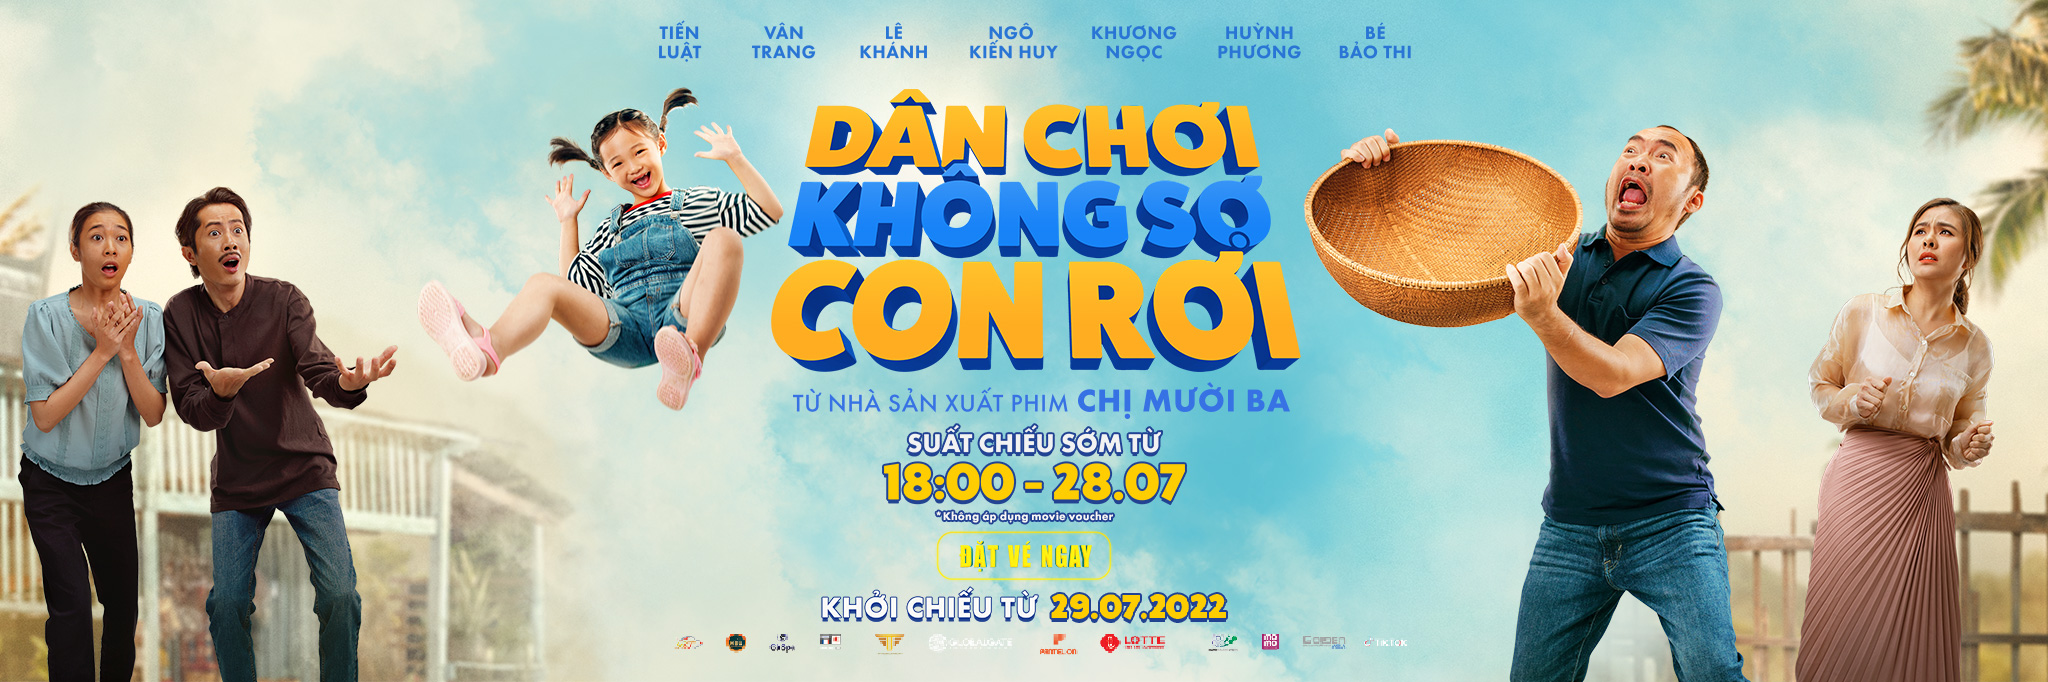 TIẾN
LUẬT
VÂN
TRANG
LÊ
KHÁNH
NGÔ
KIẾN HUY
KHƯƠNG
NGỌC
HUỲNH
PHƯƠNG
BÉ
BẢO THI
DÂN CHƠI
KHÔNG SỢ
CON RƠI
TỪ NHÀ SẢN XUẤT PHIM CHỊ MƯỜI BA
SUẤT CHIẾU SỚM TỪ
18:00 - 28.07
*Không áp dụng movie voucher
ĐẶT VÉ NGAY
KHỞI CHIẾU TỪ 29.07.2022
GLOBALGATE
LOTTE
GOLDEN
TIKTOK